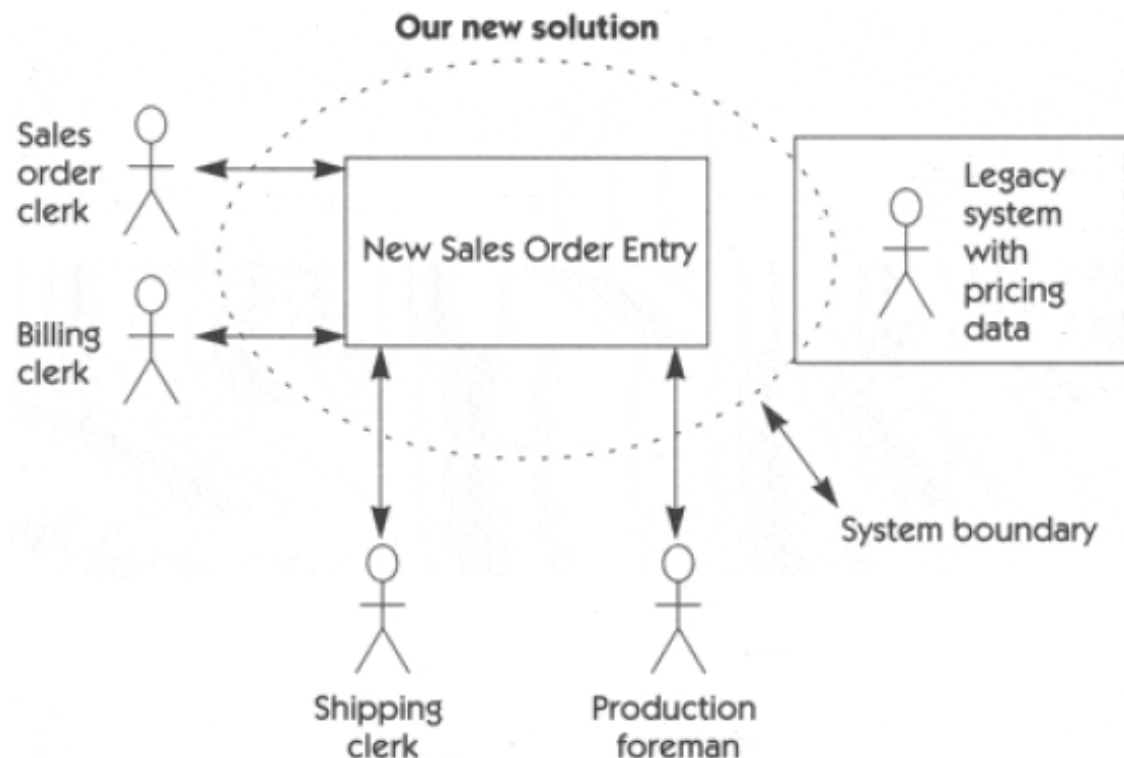 Our new solution
Sales
order
clerk
New Sales Order Entry
Legacy
system
with
pricing
data
Billing
clerk
System boundary
Shipping
clerk
Production
foreman